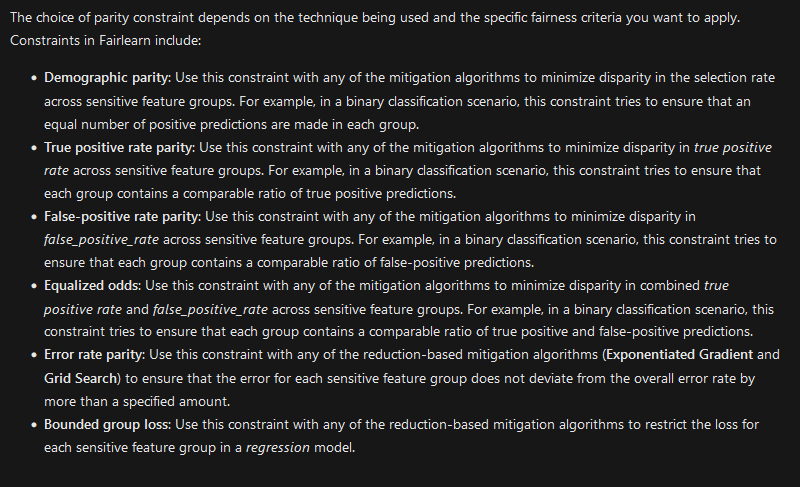 The choice of parity constraint depends on the technique being used and the specific fairness criteria you want to apply.
Constraints in Fairlearn include:
• Demographic parity: Use this constraint with any of the mitigation algorithms to minimize disparity in the selection rate
across sensitive feature groups. For example, in a binary classification scenario, this constraint tries to ensure that an
equal number of positive predictions are made in each group.
• True positive rate parity: Use this constraint with any of the mitigation algorithms to minimize disparity in true positive
rate across sensitive feature groups. For example, in a binary classification scenario, this constraint tries to ensure that
each group contains a comparable ratio of true positive predictions.
• False-positive rate parity: Use this constraint with any of the mitigation algorithms to minimize disparity in
false_positive_rate across sensitive feature groups. For example, in a binary classification scenario, this constraint tries to
ensure that each group contains a comparable ratio of false-positive predictions.
• Equalized odds: Use this constraint with any of the mitigation algorithms to minimize disparity in combined true
positive rate and false_positive_rate across sensitive feature groups. For example, in a binary classification scenario, this
constraint tries to ensure that each group contains a comparable ratio of true positive and false-positive predictions.
• Error rate parity: Use this constraint with any of the reduction-based mitigation algorithms (Exponentiated Gradient and
Grid Search) to ensure that the error for each sensitive feature group does not deviate from the overall error rate by
more than a specified amount.
• Bounded group loss: Use this constraint with any of the reduction-based mitigation algorithms to restrict the loss for
each sensitive feature group in a regression model.